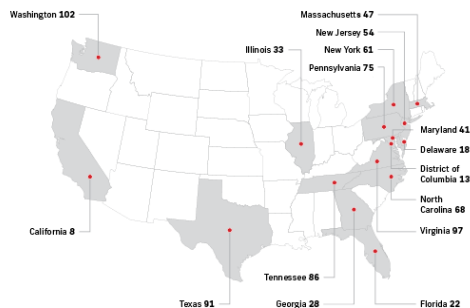 Washington 102
Massachusetts 47
New Jersey 54
Illinois 33
New York 61
Pennsylvania 75
Maryland 41
Delaware 18
District of
Columbia 13
North
Carolina 68
California 8
Virginia 97
Tennessee 86
Texas 91
Georgia 28
Florida 22